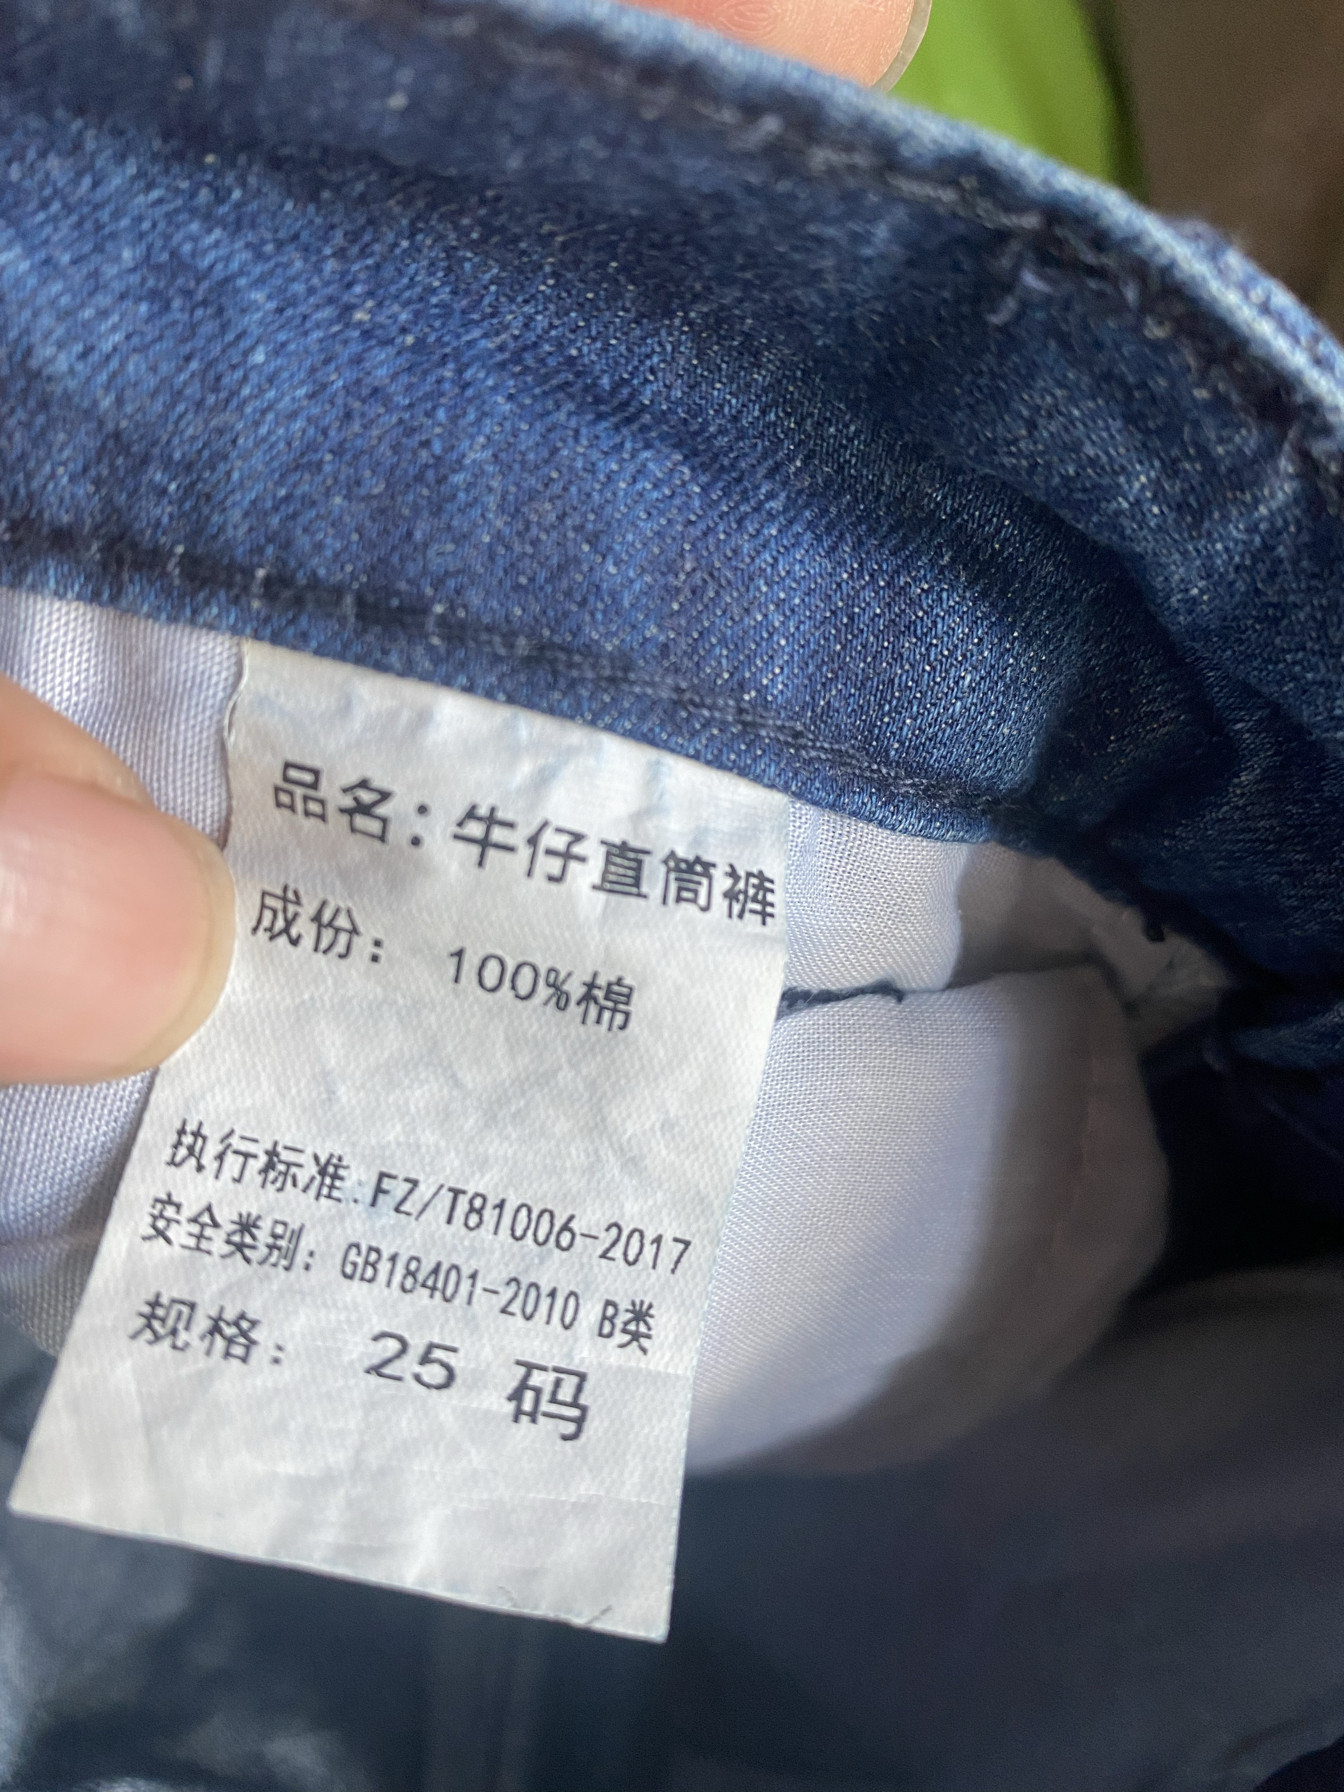 品名：牛仔直筒裤
成份： 100%棉
执行标准:FZ/T81006-2017
安全类别：GB18401-2010 B类
规格： 25 码